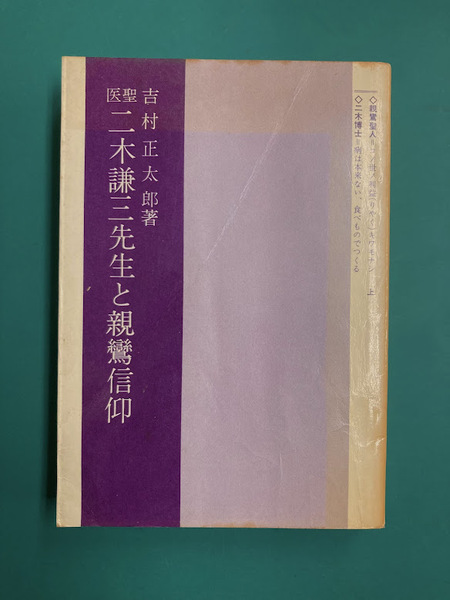 ◇親鸞聖人
上
◇二木博士=病は本来ない、食べものでつくる
吉村正太郎著
医聖
二木謙三先生と親鸞信仰